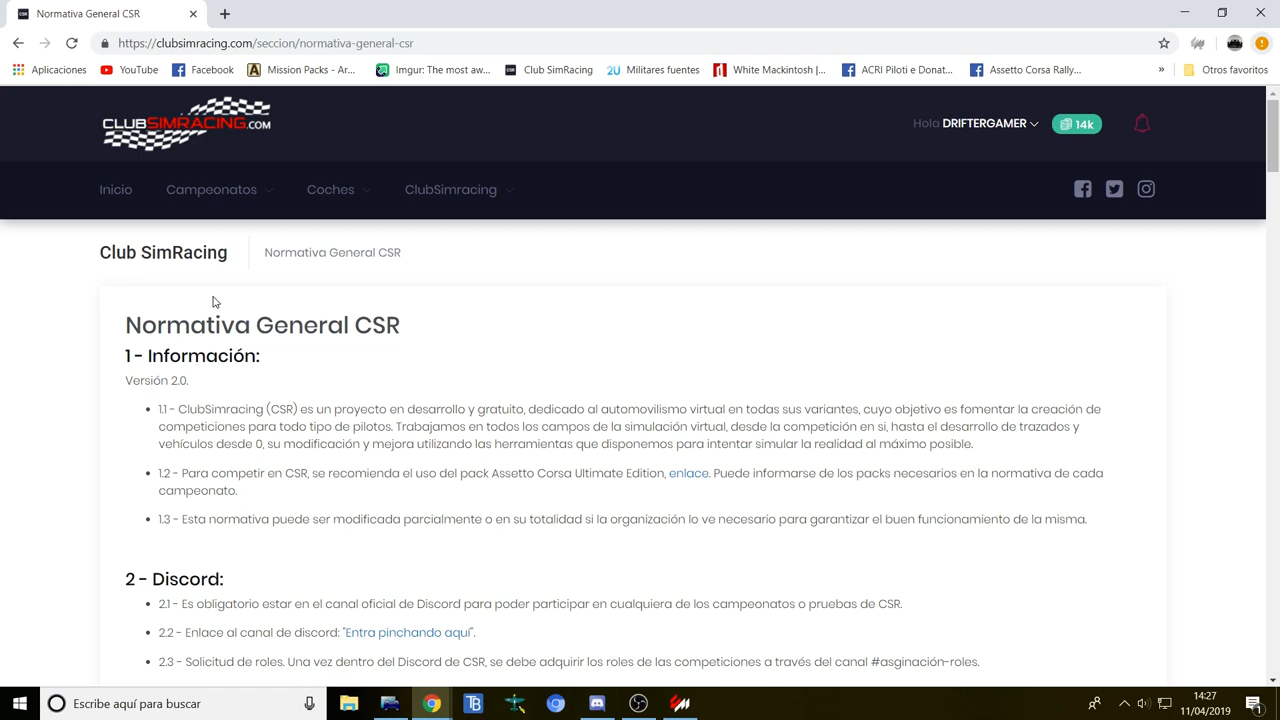 Normativa General CSR
https://clubsimracing.com/seccion/normativa-general-csr
Aplicaciones YouTube Facebook Mission Packs - Ar... Imgur: The most aw... Club SimRacing Militares fuentes White Mackintosh |... ACRI Piloti e Donat... Assetto Corsa Rally... » Otros favoritos
CLUBSIMRACING.COM
Hola DRIFTERGAMER 14k
Inicio Campeonatos Coches ClubSimracing
Club SimRacing Normativa General CSR
Normativa General CSR
1 - Información:
Versión 2.0.
1.1 - ClubSimracing (CSR) es un proyecto en desarrollo y gratuito, dedicado al automovilismo virtual en todas sus variantes, cuyo objetivo es fomentar la creación de
competiciones para todo tipo de pilotos. Trabajamos en todos los campos de la simulación virtual, desde la competición en si, hasta el desarrollo de trazados y
vehículos desde 0, su modificación y mejora utilizando las herramientas que disponemos para intentar simular la realidad al máximo posible.
1.2 - Para competir en CSR, se recomienda el uso del pack Assetto Corsa Ultimate Edition, enlace. Puede informarse de los packs necesarios en la normativa de cada
campeonato.
1.3 - Esta normativa puede ser modificada parcialmente o en su totalidad si la organización lo ve necesario para garantizar el buen funcionamiento de la misma.
2 - Discord:
2.1 - Es obligatorio estar en el canal oficial de Discord para poder participar en cualquiera de los campeonatos o pruebas de CSR.
2.2 - Enlace al canal de discord: "Entra pinchando aquí".
2.3 - Solicitud de roles. Una vez dentro del Discord de CSR, se debe adquirir los roles de las competiciones a través del canal #asginación-roles.
Escribe aquí para buscar
14:27
11/04/2019